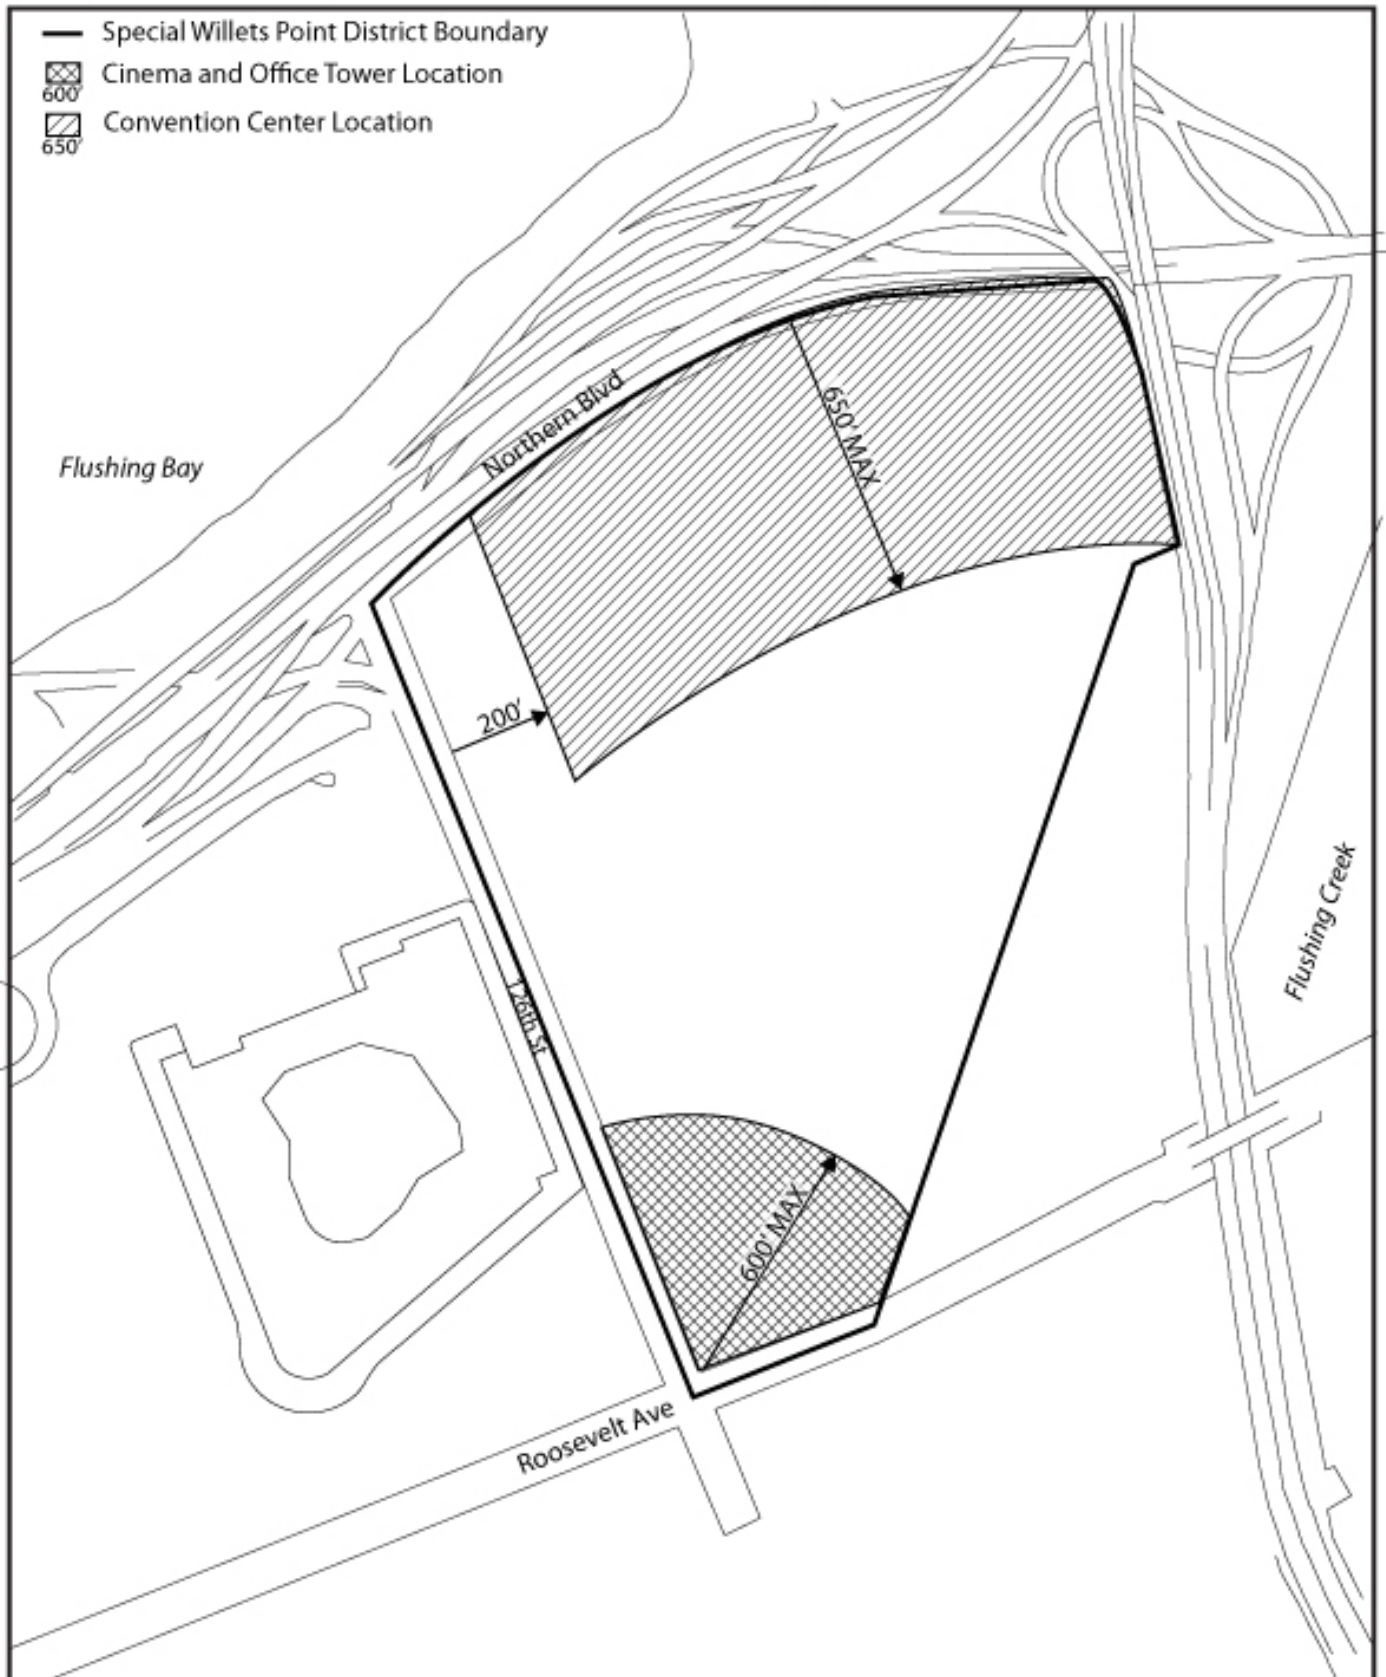 Special Willets Point District Boundary
Cinema and Office Tower Location
600'
Convention Center Location
650'
Northern Blvd
650' MAX
Flushing Bay
200'
Flushing Creek
126th St
600' MAX
Roosevelt Ave